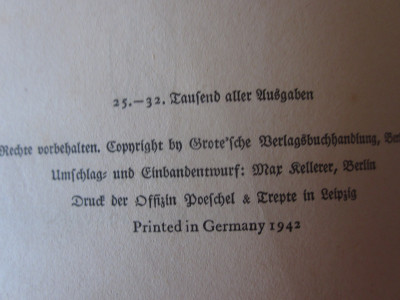 25.–32. Tausend aller Ausgaben
Rechte vorbehalten. Copyright by Grote'sche Verlagsbuchhandlung, Ber
Umschlag- und Einbandentwurf: Max Kellerer, Berlin
Druck der Offizin Poeschel & Trepte in Leipzig
Printed in Germany 1942